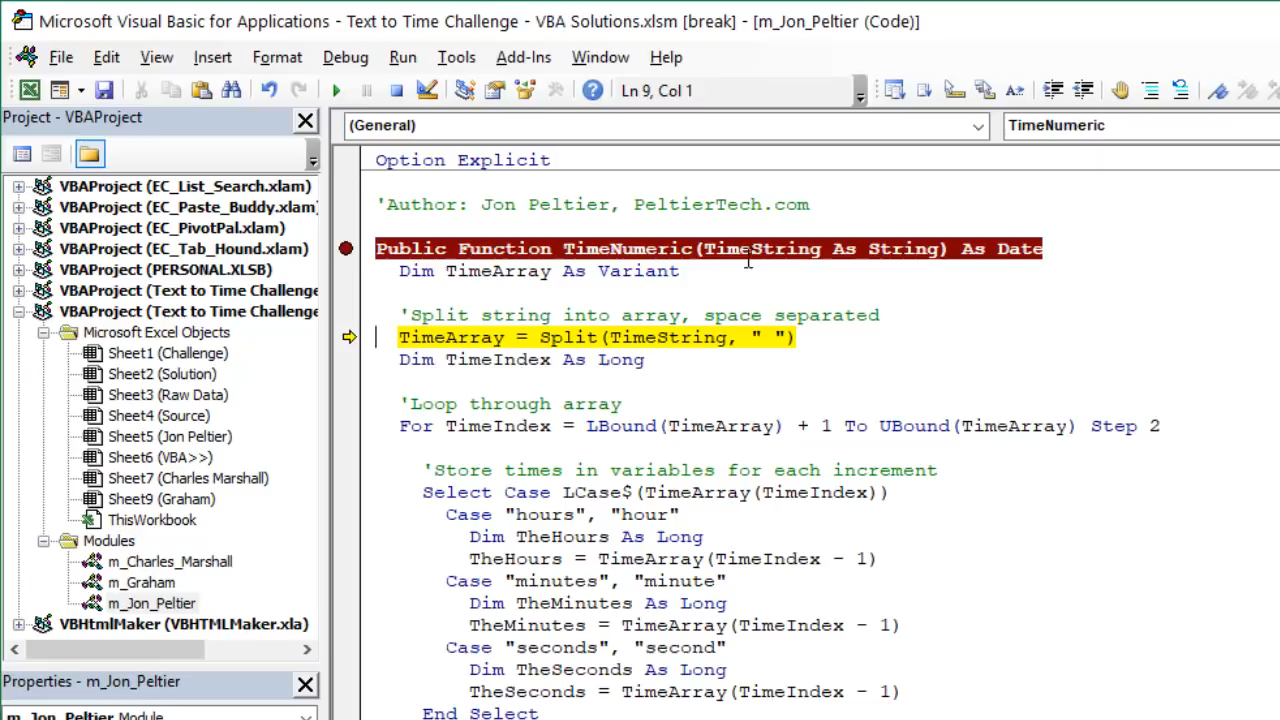 Microsoft Visual Basic for Applications - Text to Time Challenge - VBA Solutions.xlsm [break] - [m_Jon_Peltier (Code)]
File Edit View Insert Format Debug Run Tools Add-Ins Window Help
Ln 9, Col 1
Project - VBAProject
(General)
TimeNumeric
VBAProject (EC_List_Search.xlam)
VBAProject (EC_Paste_Buddy.xlam)
VBAProject (EC_PivotPal.xlam)
VBAProject (EC_Tab_Hound.xlam)
VBAProject (PERSONAL.XLSB)
VBAProject (Text to Time Challenge
VBAProject (Text to Time Challenge
Microsoft Excel Objects
Sheet1 (Challenge)
Sheet2 (Solution)
Sheet3 (Raw Data)
Sheet4 (Source)
Sheet5 (Jon Peltier)
Sheet6 (VBA>>)
Sheet7 (Charles Marshall)
Sheet9 (Graham)
ThisWorkbook
Modules
m_Charles_Marshall
m_Graham
m_Jon_Peltier
VBHtmlMaker (VBHTMLMaker.xla)
Properties - m_Jon_Peltier
m_Jon_Peltier Module
Option Explicit
'Author: Jon Peltier, PeltierTech.com
Public Function TimeNumeric(TimeString As String) As Date
Dim TimeArray As Variant
'Split string into array, space separated
TimeArray = Split(TimeString, " ")
Dim TimeIndex As Long
'Loop through array
For TimeIndex = LBound(TimeArray) + 1 To UBound(TimeArray) Step 2
'Store times in variables for each increment
Select Case LCase$(TimeArray(TimeIndex))
Case "hours", "hour"
Dim TheHours As Long
TheHours = TimeArray(TimeIndex - 1)
Case "minutes", "minute"
Dim TheMinutes As Long
TheMinutes = TimeArray(TimeIndex - 1)
Case "seconds", "second"
Dim TheSeconds As Long
TheSeconds = TimeArray(TimeIndex - 1)
End Select